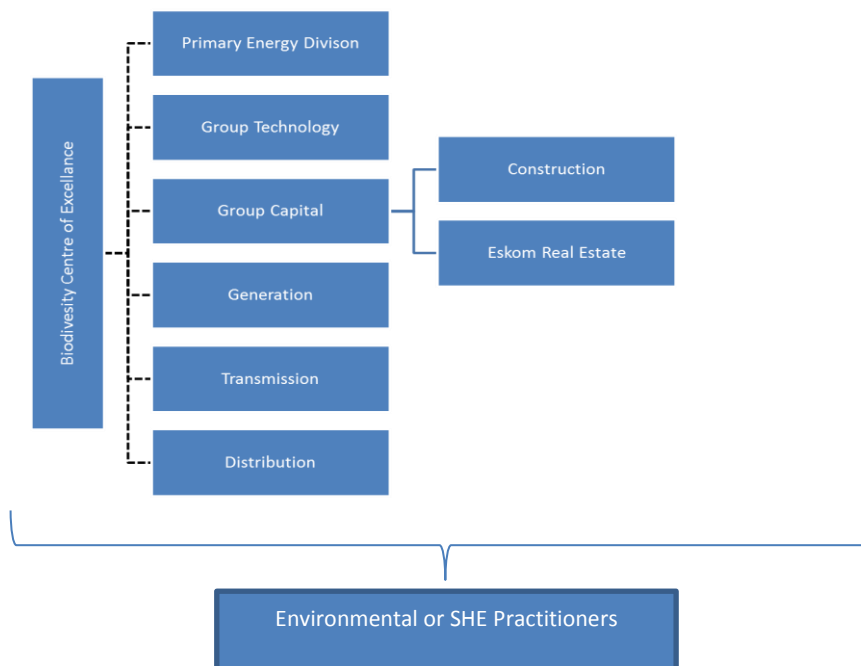 Biodivesity Centre of Excellance
Primary Energy Divison
Group Technology
Group Capital
Generation
Transmission
Distribution
Construction
Eskom Real Estate
Environmental or SHE Practitioners